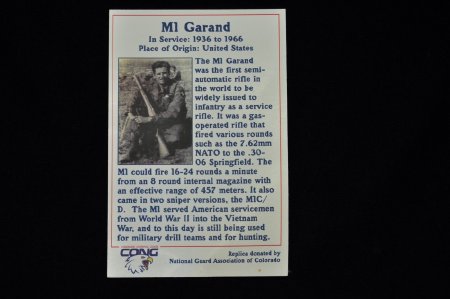 M1 Garand
In Service: 1936 to 1966
Place of Origin: United States
The M1 Garand
was the first semi-
automatic rifle in
the world to be
widely issued to
infantry as a service
rifle. It was a gas-
operated rifle that
fired various rounds
such as the 7.62mm
NATO to the .30-
06 Springfield. The
M1 could fire 16-24 rounds a minute
from an 8 round internal magazine with
an effective range of 457 meters. It also
came in two sniper versions, the M1C/
D. The M1 served American servicemen
from World War II into the Vietnam
War, and to this day is still being used
for military drill teams and for hunting.
CONG
Replica donated by
National Guard Association of Colorado